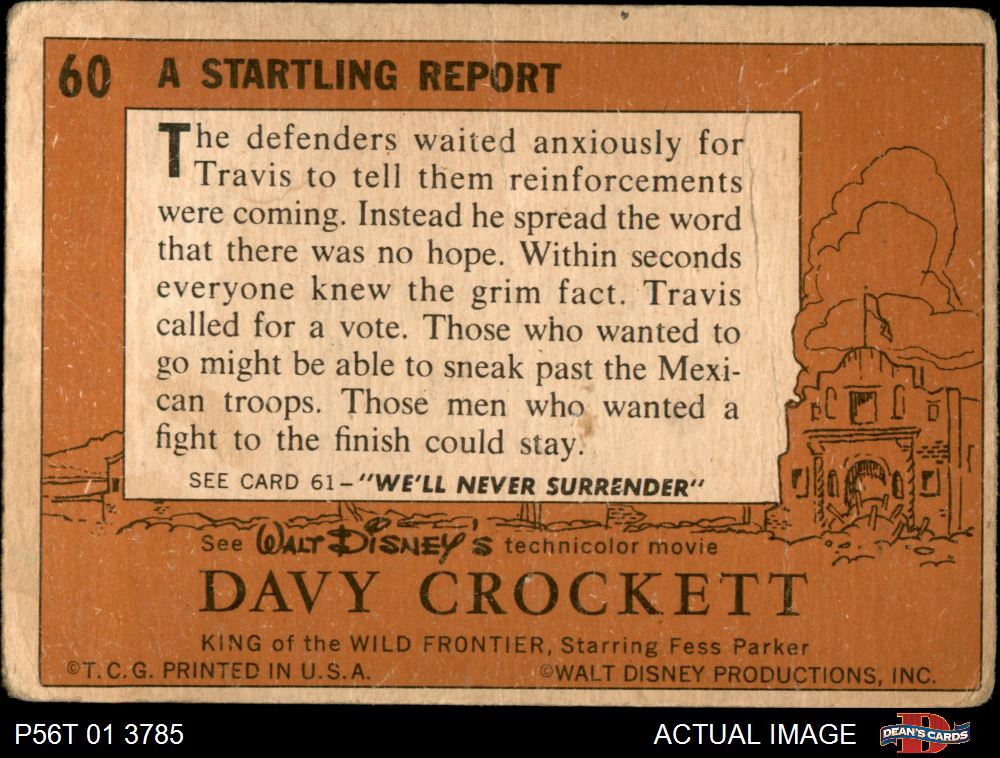 60 A STARTLING REPORT
The defenders waited anxiously for
Travis to tell them reinforcements
were coming. Instead he spread the word
that there was no hope. Within seconds
everyone knew the grim fact. Travis
called for a vote. Those who wanted to
go might be able to sneak past the Mexi-
can troops. Those men who wanted a
fight to the finish could stay.
SEE CARD 61-"WE'LL NEVER SURRENDER"
See WALT DISNEY'S technicolor movie
DAVY CROCKETT
KING of the WILD FRONTIER, Starring Fess Parker
©T.C.G. PRINTED IN U.S.A. ©WALT DISNEY PRODUCTIONS, INC.
P56T 01 3785 ACTUAL IMAGE D DEAN'S CARDS